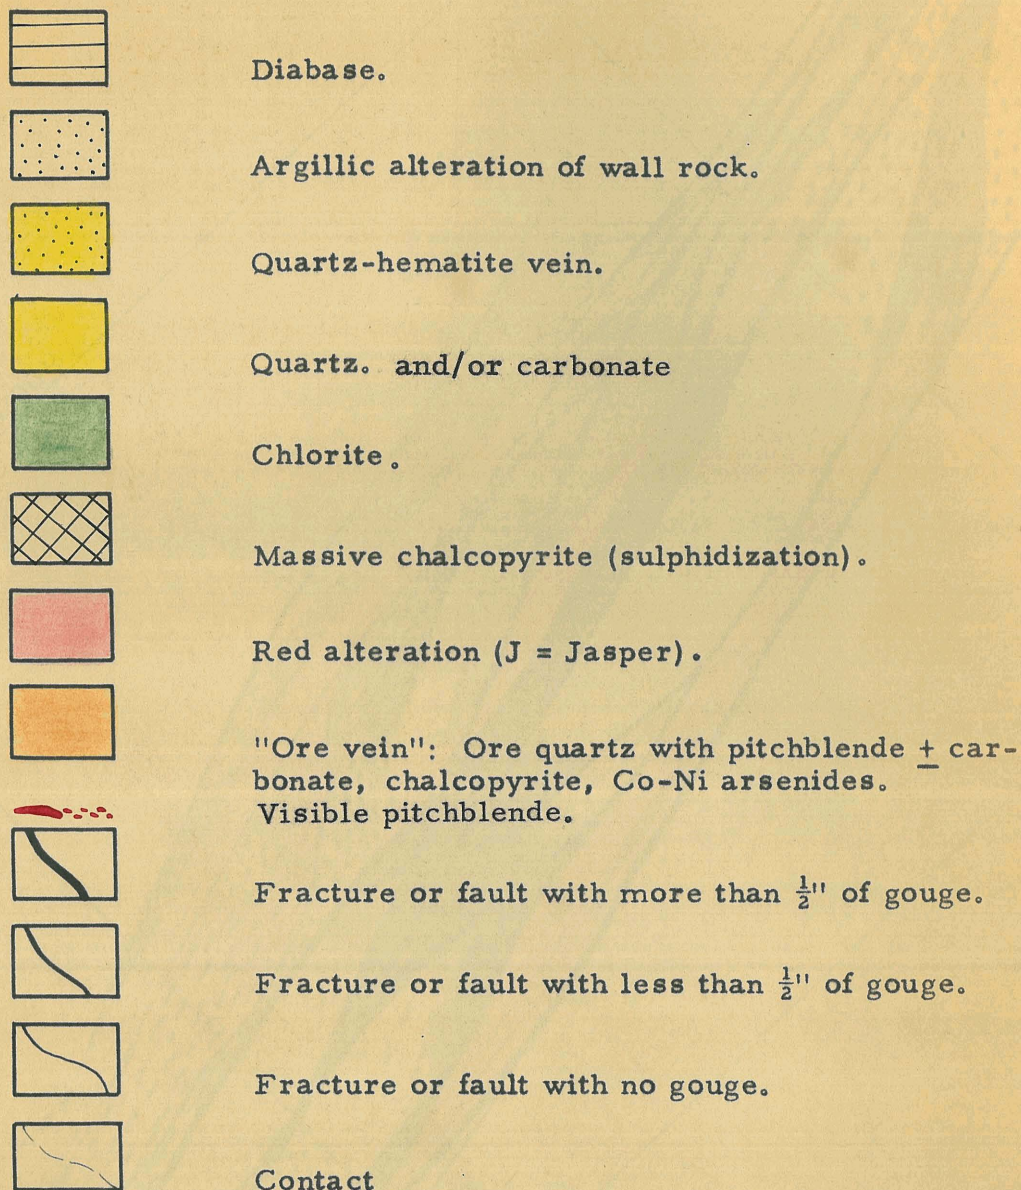 Diabase.
Argillic alteration of wall rock.
Quartz-hematite vein.
Quartz. and/or carbonate
Chlorite.
Massive chalcopyrite (sulphidization).
Red alteration (J = Jasper).
"Ore vein": Ore quartz with pitchblende ± car-
bonate, chalcopyrite, Co-Ni arsenides.
Visible pitchblende.
Fracture or fault with more than ½" of gouge.
Fracture or fault with less than ½" of gouge.
Fracture or fault with no gouge.
Contact